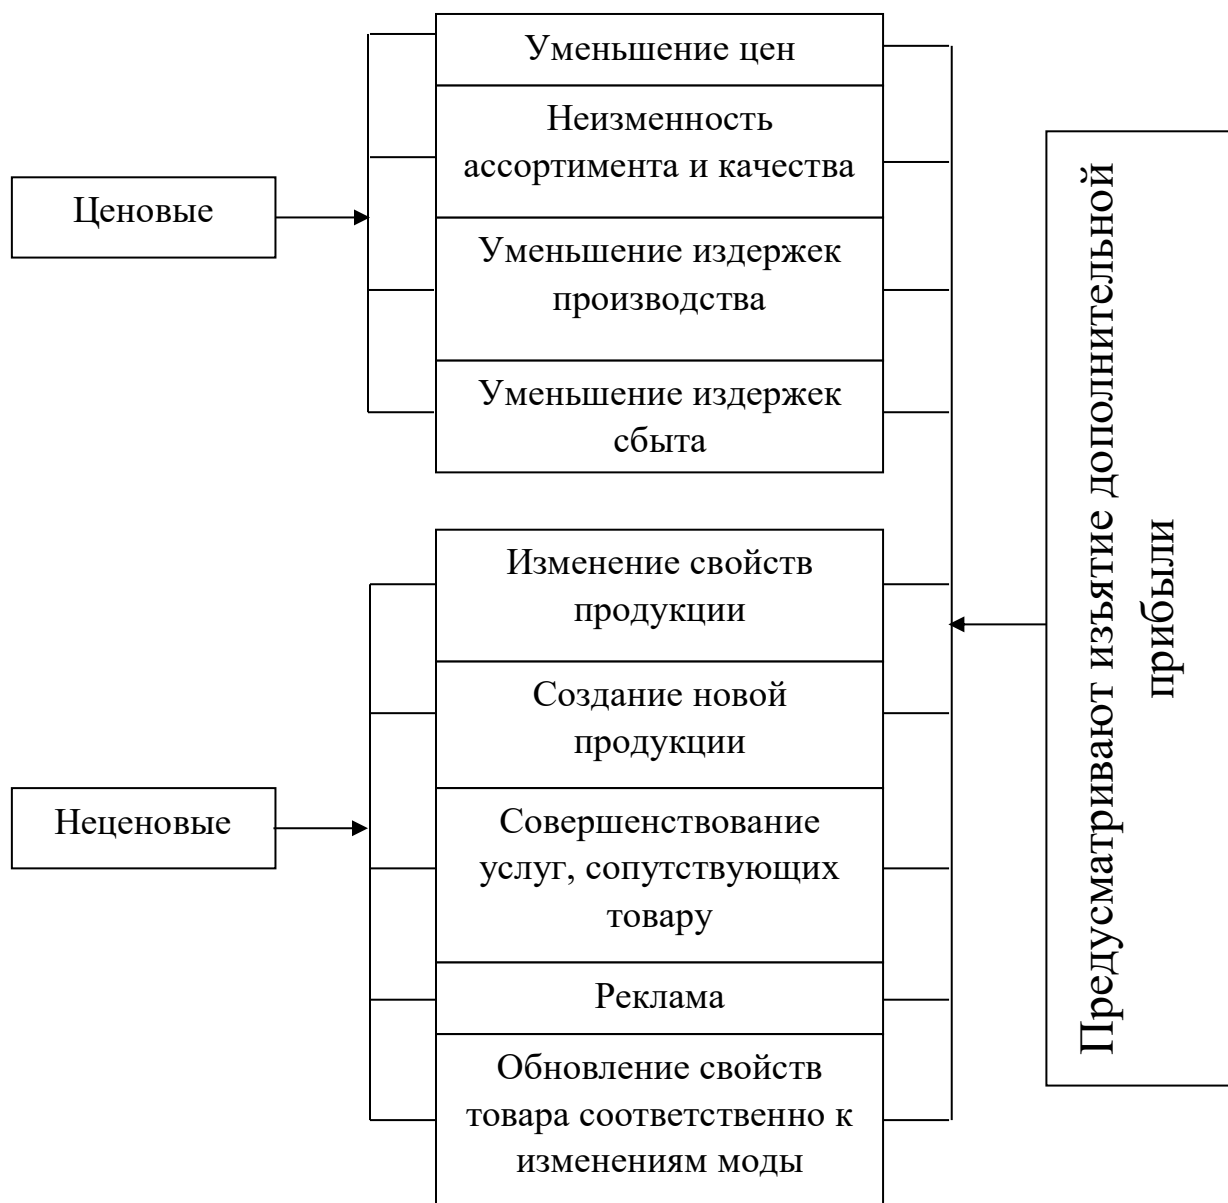 Ценовые
Уменьшение цен
Неизменность
ассортимента и качества
Уменьшение издержек
производства
Уменьшение издержек
сбыта
Неценовые
Изменение свойств
продукции
Создание новой
продукции
Совершенствование
услуг, сопутствующих
товару
Реклама
Обновление свойств
товара соответственно к
изменениям моды
Предусматривают изъятие дополнительной
прибыли